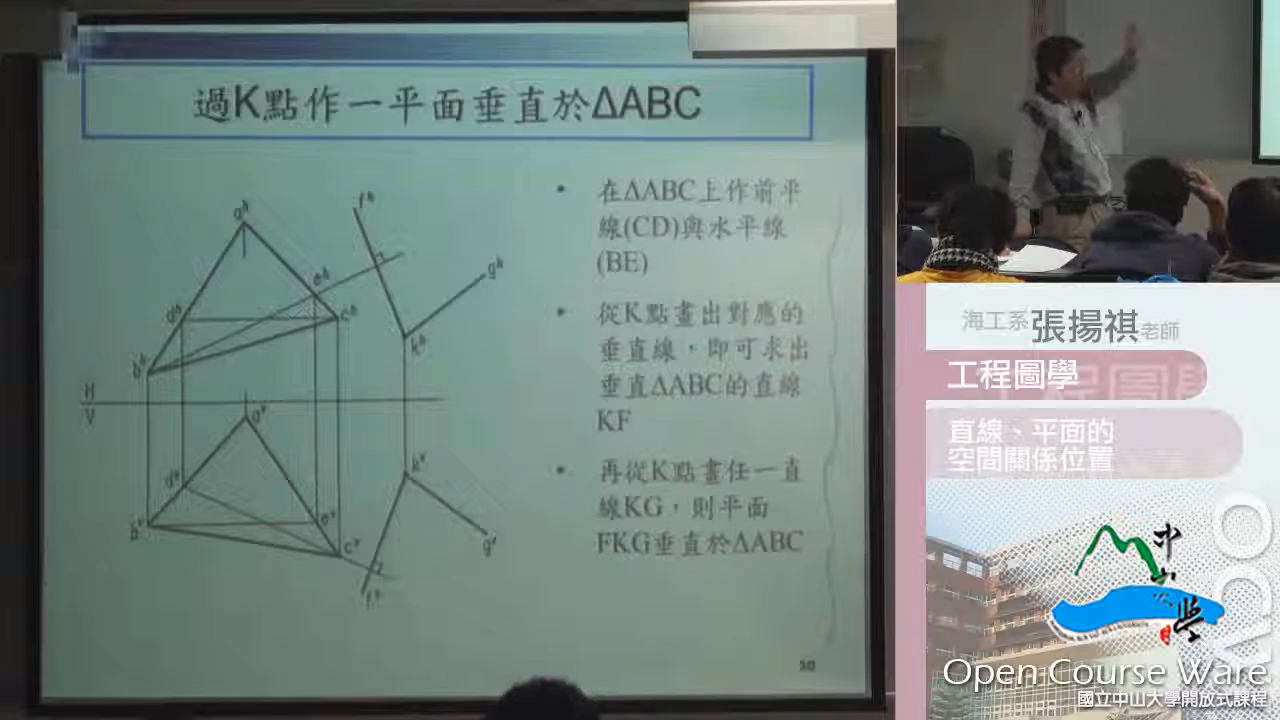 過K點作一平面垂直於ΔABC
• 在ΔABC上作前平
線(CD)與水平線
(BE)
• 從K點畫出對應的
垂直線，即可求出
垂直ΔABC的直線
KF
• 再從K點畫任一直
線KG，則平面
FKG垂直於ΔABC
a^h
f^h
e^h
g^h
d^h
c^h
k^h
b^h
H
V
a^v
k^v
d^v
b^v
e^v
c^v
g^v
f^v
50
海工系張揚祺老師
工程圖學
直線、平面的
空間關係位置
中山大學
OCW
Open Course Ware
國立中山大學開放式課程